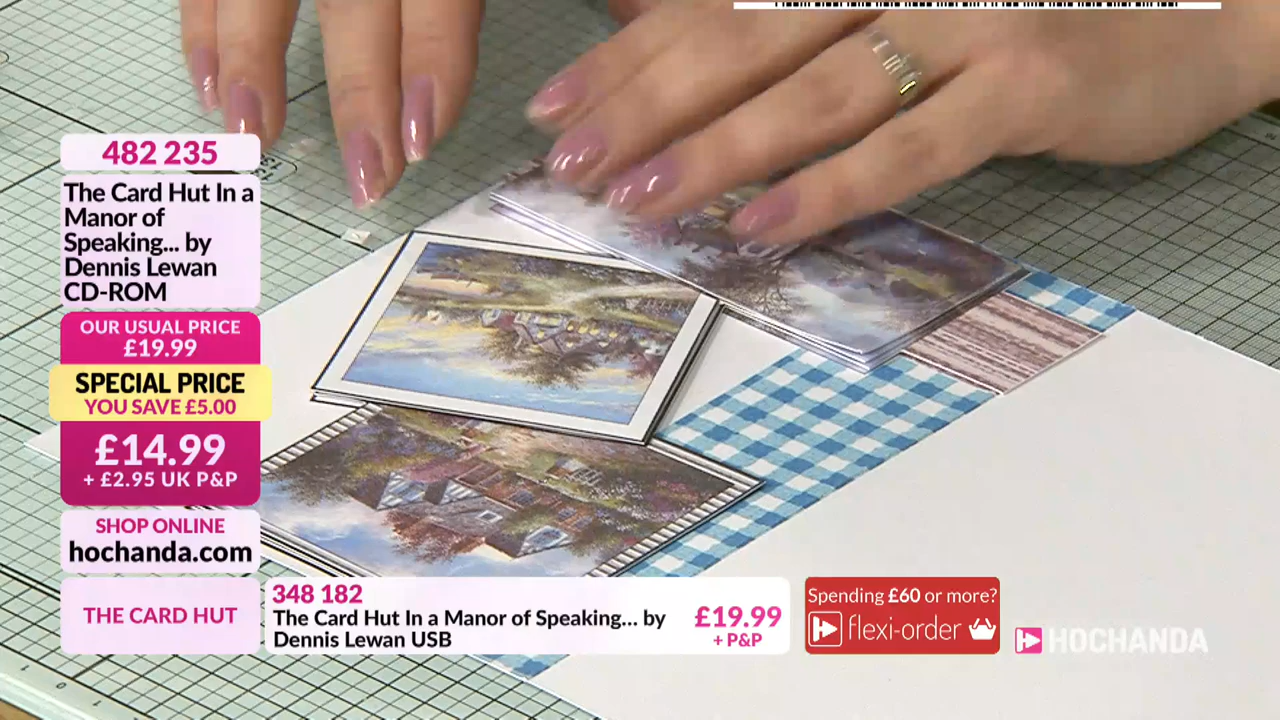 482 235
The Card Hut In a
Manor of
Speaking... by
Dennis Lewan
CD-ROM
OUR USUAL PRICE
£19.99
SPECIAL PRICE
YOU SAVE £5.00
£14.99
+ £2.95 UK P&P
SHOP ONLINE
hochanda.com
THE CARD HUT
348 182
The Card Hut In a Manor of Speaking... by
Dennis Lewan USB
£19.99
+ P&P
Spending £60 or more?
flexi-order
HOCHANDA